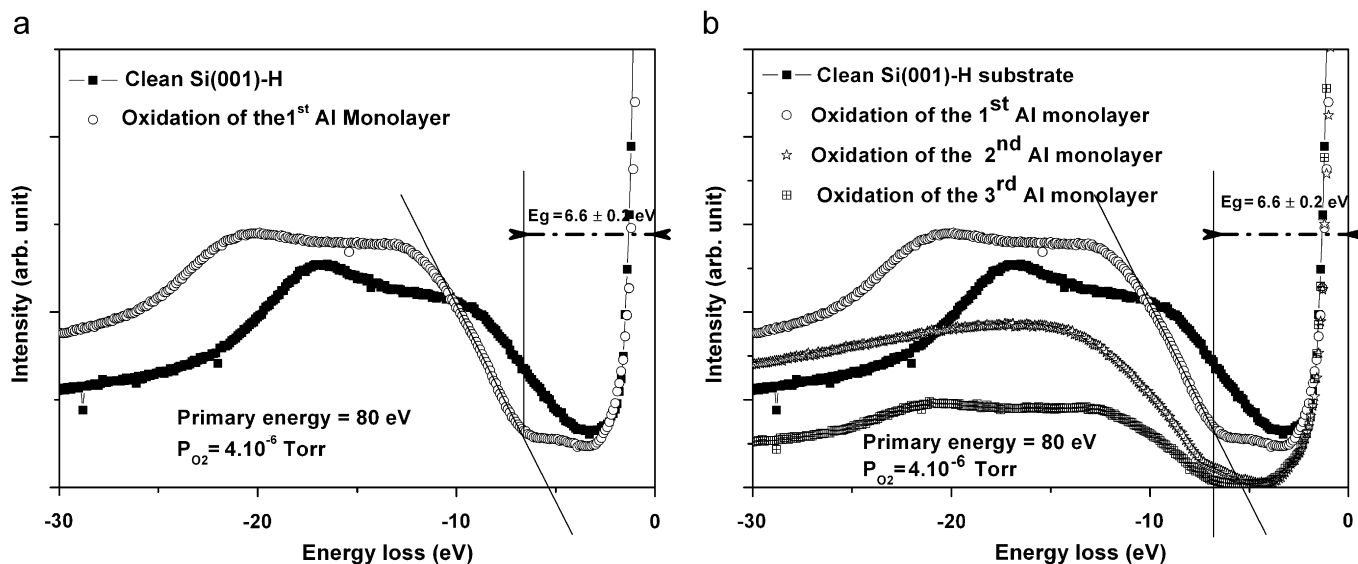 a
Clean Si(001)-H
Oxidation of the1st Al Monolayer
Eg = 6.6 ± 0.2 eV
Intensity (arb. unit)
Primary energy = 80 eV
PO2= 4.10-6 Torr
-30
-20
-10
0
Energy loss (eV)
b
Clean Si(001)-H substrate
Oxidation of the 1st Al monolayer
Oxidation of the 2nd Al monolayer
Oxidation of the 3rd Al monolayer
Eg = 6.6 ± 0.2 eV
Intensity (arb. unit)
Primary energy = 80 eV
PO2= 4.10-6 Torr
-30
-20
-10
0
Energy loss (eV)